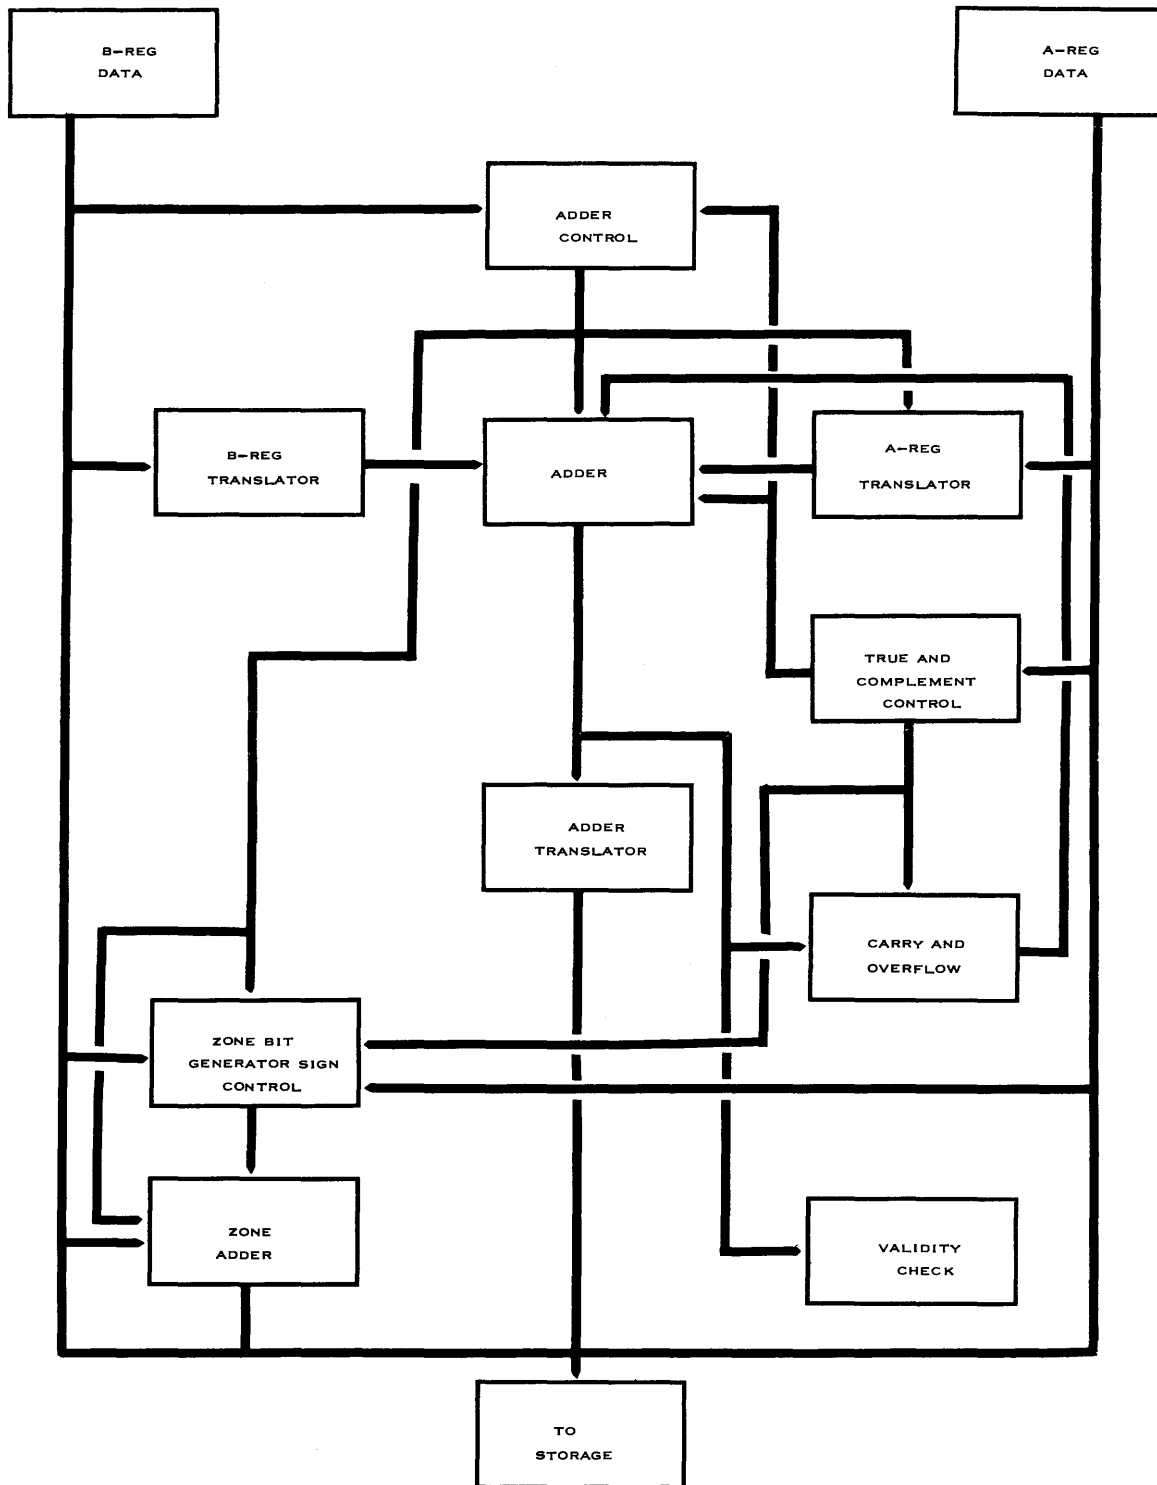 B-REG
DATA
A-REG
DATA
ADDER
CONTROL
B-REG
TRANSLATOR
ADDER
A-REG
TRANSLATOR
TRUE AND
COMPLEMENT
CONTROL
ADDER
TRANSLATOR
CARRY AND
OVERFLOW
ZONE BIT
GENERATOR SIGN
CONTROL
ZONE
ADDER
VALIDITY
CHECK
TO
STORAGE